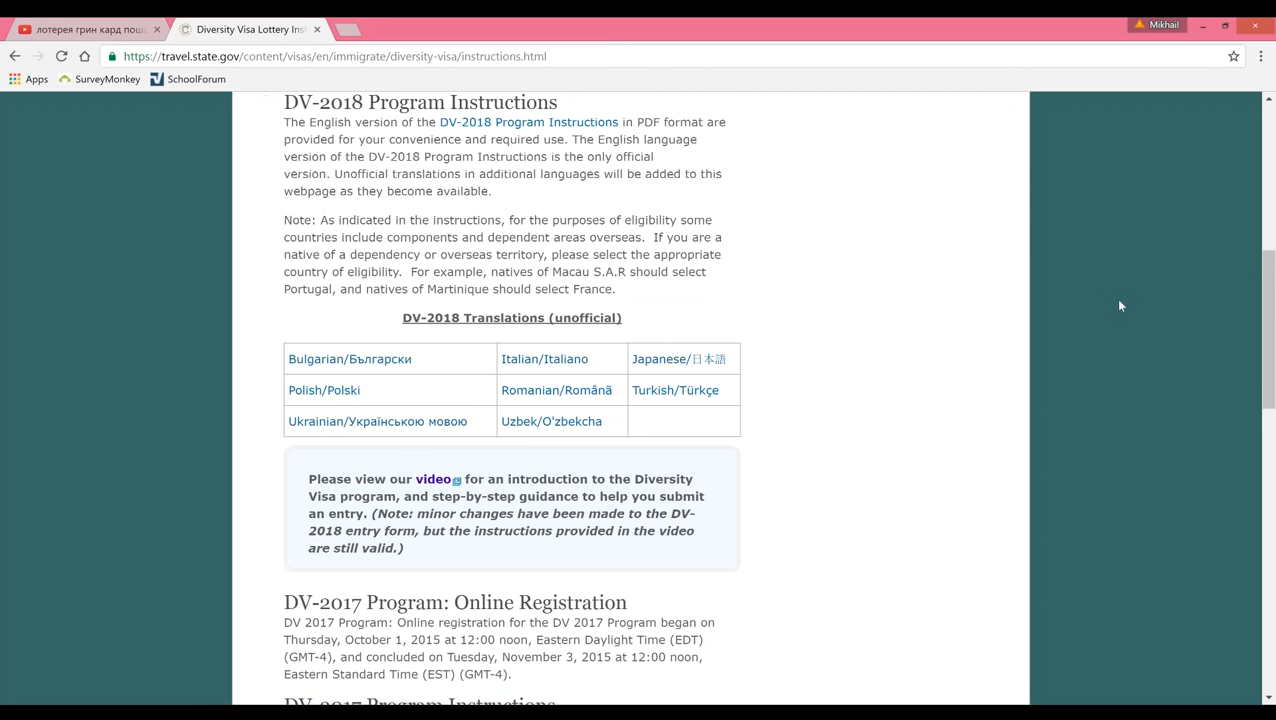 лотерея грин кард пош
Diversity Visa Lottery Inst
Mikhail
https://travel.state.gov/content/visas/en/immigrate/diversity-visa/instructions.html
Apps SurveyMonkey SchoolForum
DV-2018 Program Instructions
The English version of the DV-2018 Program Instructions in PDF format are
provided for your convenience and required use. The English language
version of the DV-2018 Program Instructions is the only official
version. Unofficial translations in additional languages will be added to this
webpage as they become available.
Note: As indicated in the instructions, for the purposes of eligibility some
countries include components and dependent areas overseas. If you are a
native of a dependency or overseas territory, please select the appropriate
country of eligibility. For example, natives of Macau S.A.R should select
Portugal, and natives of Martinique should select France.
DV-2018 Translations (unofficial)
Bulgarian/Български Italian/Italiano Japanese/日本語
Polish/Polski Romanian/Română Turkish/Türkçe
Ukrainian/Українською мовою Uzbek/O'zbekcha
Please view our video for an introduction to the Diversity
Visa program, and step-by-step guidance to help you submit
an entry. (Note: minor changes have been made to the DV-
2018 entry form, but the instructions provided in the video
are still valid.)
DV-2017 Program: Online Registration
DV 2017 Program: Online registration for the DV 2017 Program began on
Thursday, October 1, 2015 at 12:00 noon, Eastern Daylight Time (EDT)
(GMT-4), and concluded on Tuesday, November 3, 2015 at 12:00 noon,
Eastern Standard Time (EST) (GMT-4).
DV-2017 Program Instructions